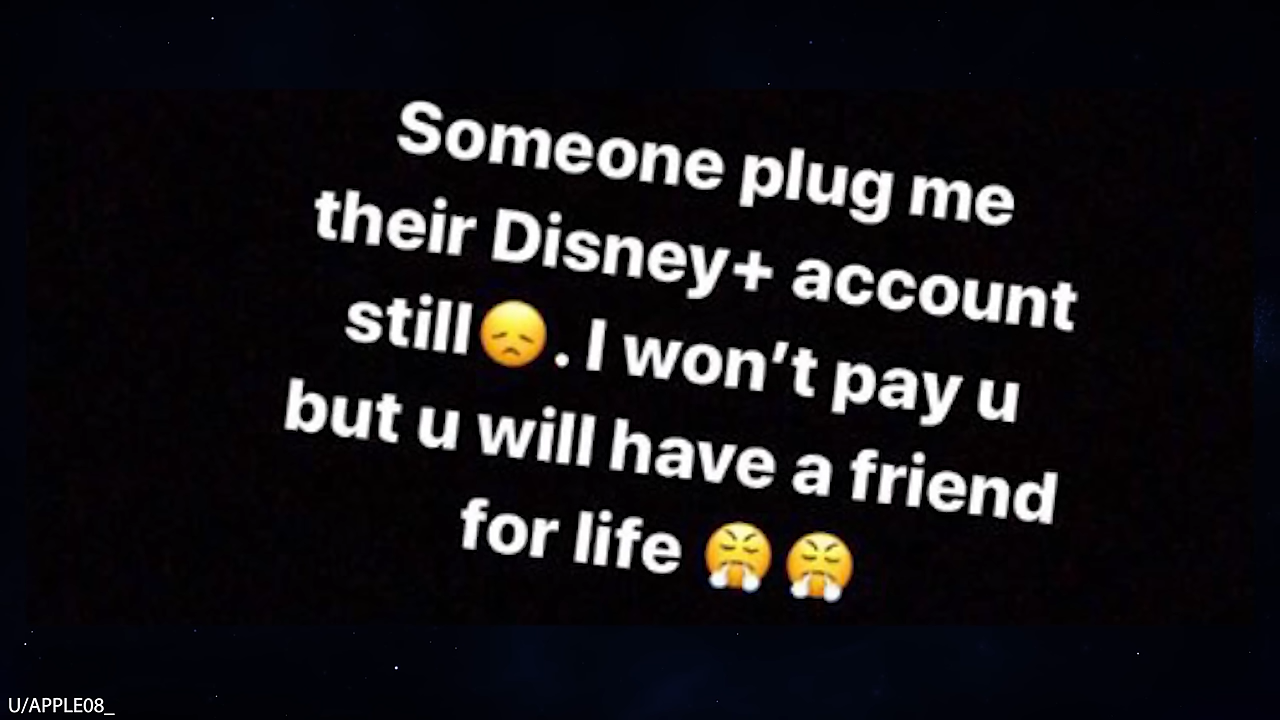 Someone plug me
their Disney+ account
still😞. I won’t pay u
but u will have a friend
for life 😤😤
U/APPLE08_